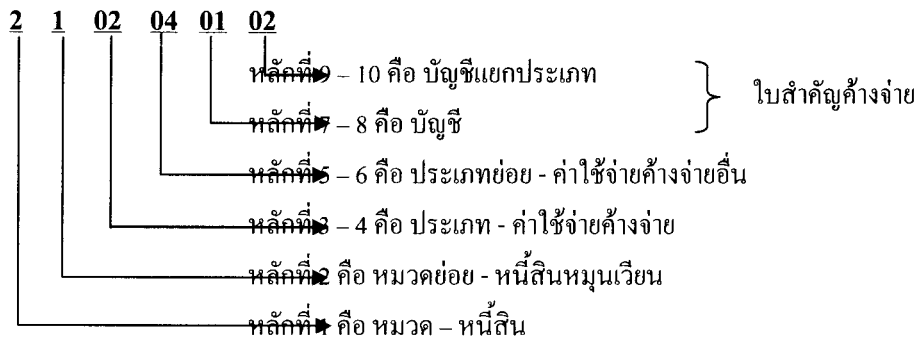 2 1 02 04 01 02
หลักที่ 9 – 10 คือ บัญชีแยกประเภท
ใบสำคัญค้างจ่าย
หลักที่ 7 – 8 คือ บัญชี
หลักที่ 5 – 6 คือ ประเภทย่อย - ค่าใช้จ่ายค้างจ่ายอื่น
หลักที่ 3 – 4 คือ ประเภท - ค่าใช้จ่ายค้างจ่าย
หลักที่ 2 คือ หมวดย่อย - หนี้สินหมุนเวียน
หลักที่ 1 คือ หมวด – หนี้สิน